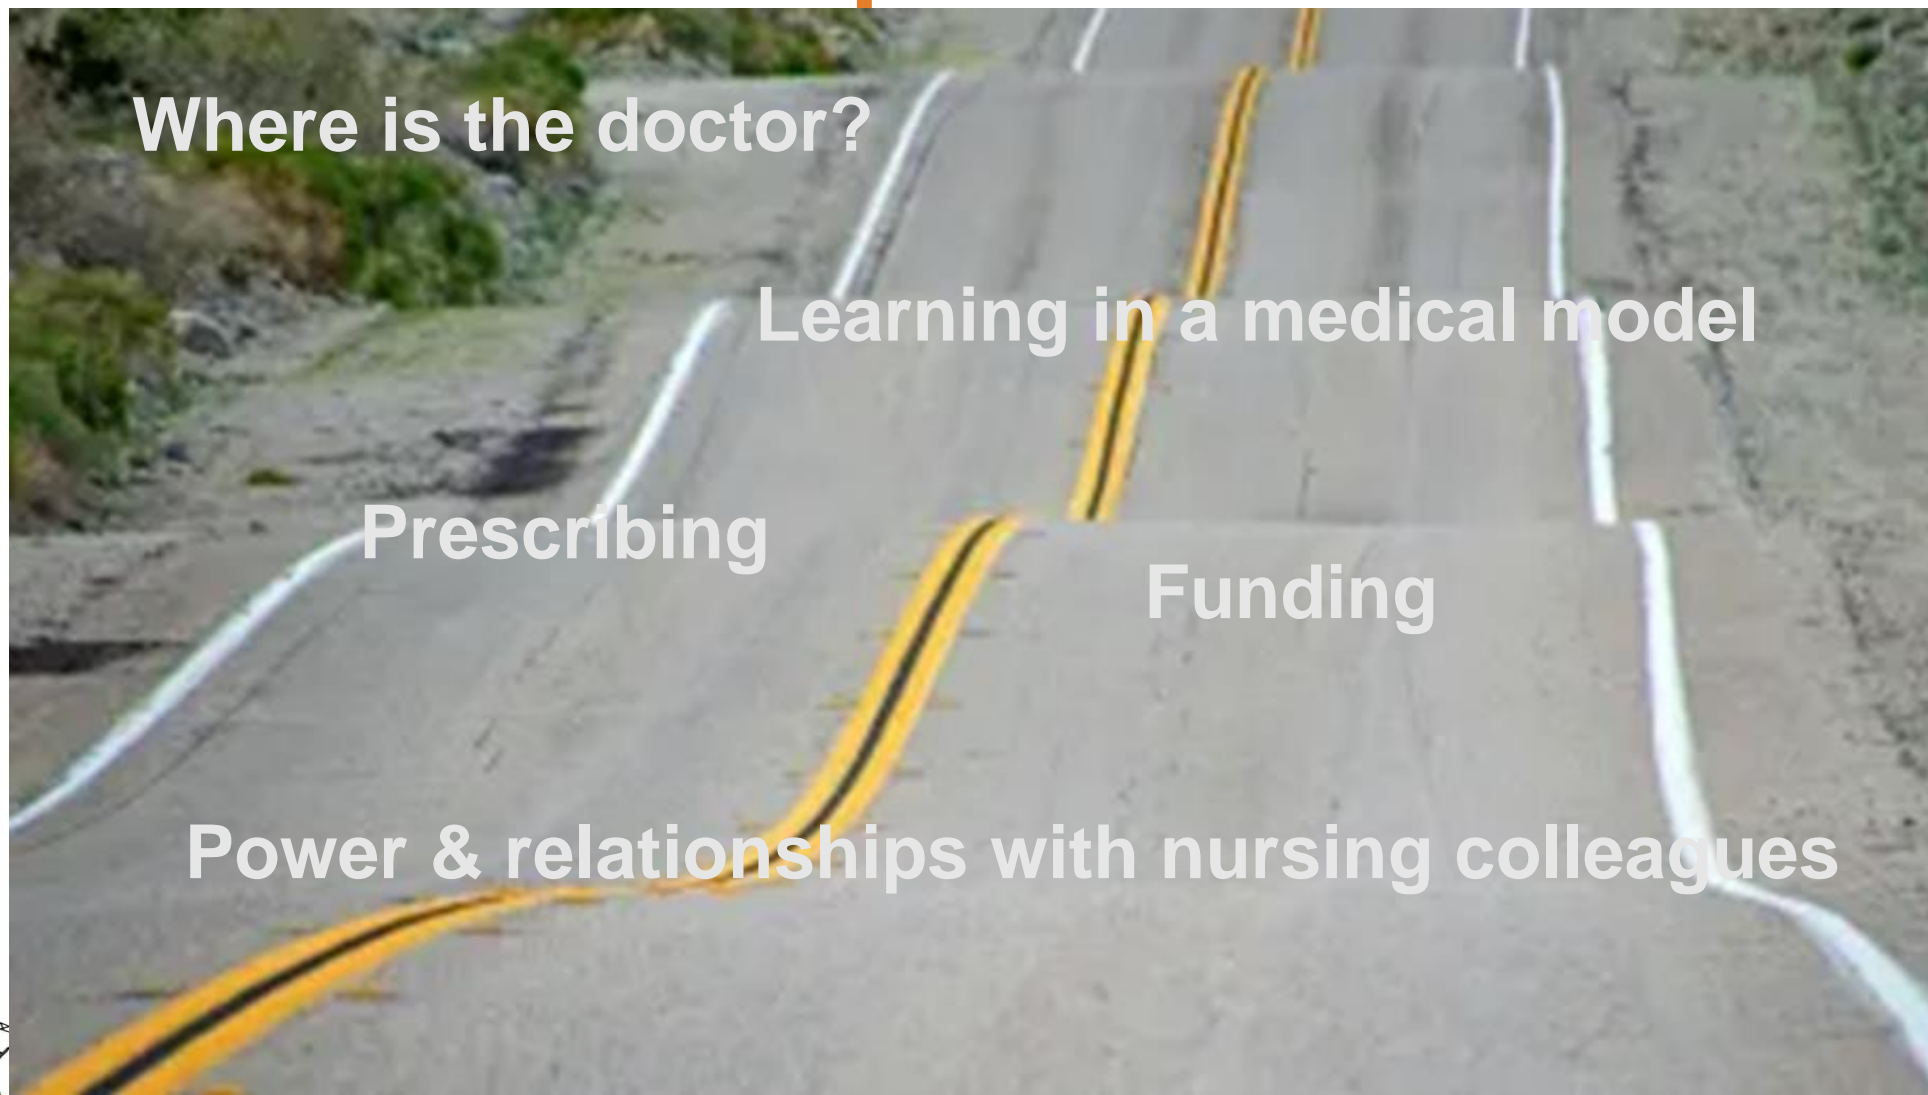 Where is the doctor?
Learning in a medical model
Prescribing
Funding
Power & relationships with nursing colleagues